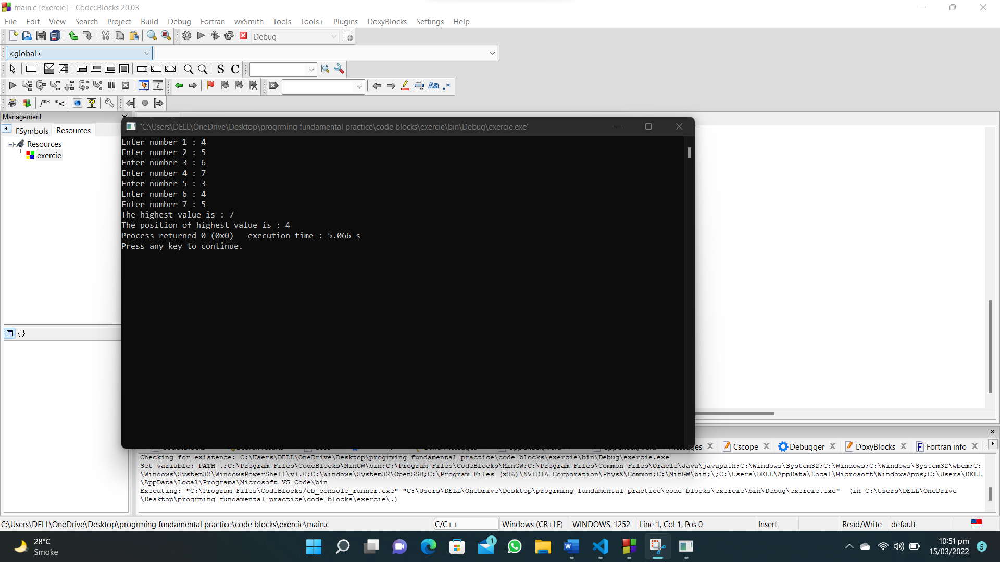 main.c [exercie] - Code::Blocks 20.03
File Edit View Search Project Build Debug Fortran wxSmith Tools Tools+ Plugins DoxyBlocks Settings Help
Debug
<global>
S C
Aa .*
/** *<
Management
FSymbols Resources
Resources
exercie
{}
"C:\Users\DELL\OneDrive\Desktop\progrming fundamental practice\code blocks\exercie\bin\Debug\exercie.exe"
Enter number 1 : 4
Enter number 2 : 5
Enter number 3 : 6
Enter number 4 : 7
Enter number 5 : 3
Enter number 6 : 4
Enter number 7 : 5
The highest value is : 7
The position of highest value is : 4
Process returned 0 (0x0)   execution time : 5.066 s
Press any key to continue.
Cscope Debugger DoxyBlocks Fortran info
Checking for existence: C:\Users\DELL\OneDrive\Desktop\progrming fundamental practice\code blocks\exercie\bin\Debug\exercie.exe
Set variable: PATH=.;C:\Program Files\CodeBlocks\MinGW\bin;C:\Program Files\CodeBlocks\MinGW;C:\Program Files\Common Files\Oracle\Java\javapath;C:\Windows\System32;C:\Windows;C:\Windows\System32\wbem;C:
\Windows\System32\WindowsPowerShell\v1.0;C:\Windows\System32\OpenSSH;C:\Program Files (x86)\NVIDIA Corporation\PhysX\Common;C:\MinGW\bin;\;C:\Users\DELL\AppData\Local\Microsoft\WindowsApps;C:\Users\DELL
\AppData\Local\Programs\Microsoft VS Code\bin
Executing: "C:\Program Files\CodeBlocks/cb_console_runner.exe" "C:\Users\DELL\OneDrive\Desktop\progrming fundamental practice\code blocks\exercie\bin\Debug\exercie.exe"  (in C:\Users\DELL\OneDrive
\Desktop\progrming fundamental practice\code blocks\exercie\.)
C:\Users\DELL\OneDrive\Desktop\progrming fundamental practice\code blocks\exercie\main.c C/C++ Windows (CR+LF) WINDOWS-1252 Line 1, Col 1, Pos 0 Insert Read/Write default
28°C
Smoke
1
10:51 pm
15/03/2022
5